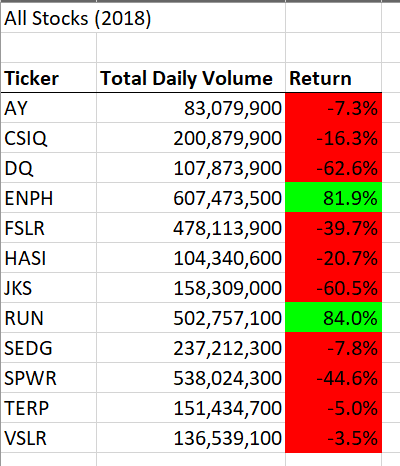 All Stocks (2018)
Ticker Total Daily Volume Return
AY 83,079,900 -7.3%
CSIQ 200,879,900 -16.3%
DQ 107,873,900 -62.6%
ENPH 607,473,500 81.9%
FSLR 478,113,900 -39.7%
HASI 104,340,600 -20.7%
JKS 158,309,000 -60.5%
RUN 502,757,100 84.0%
SEDG 237,212,300 -7.8%
SPWR 538,024,300 -44.6%
TERP 151,434,700 -5.0%
VSLR 136,539,100 -3.5%